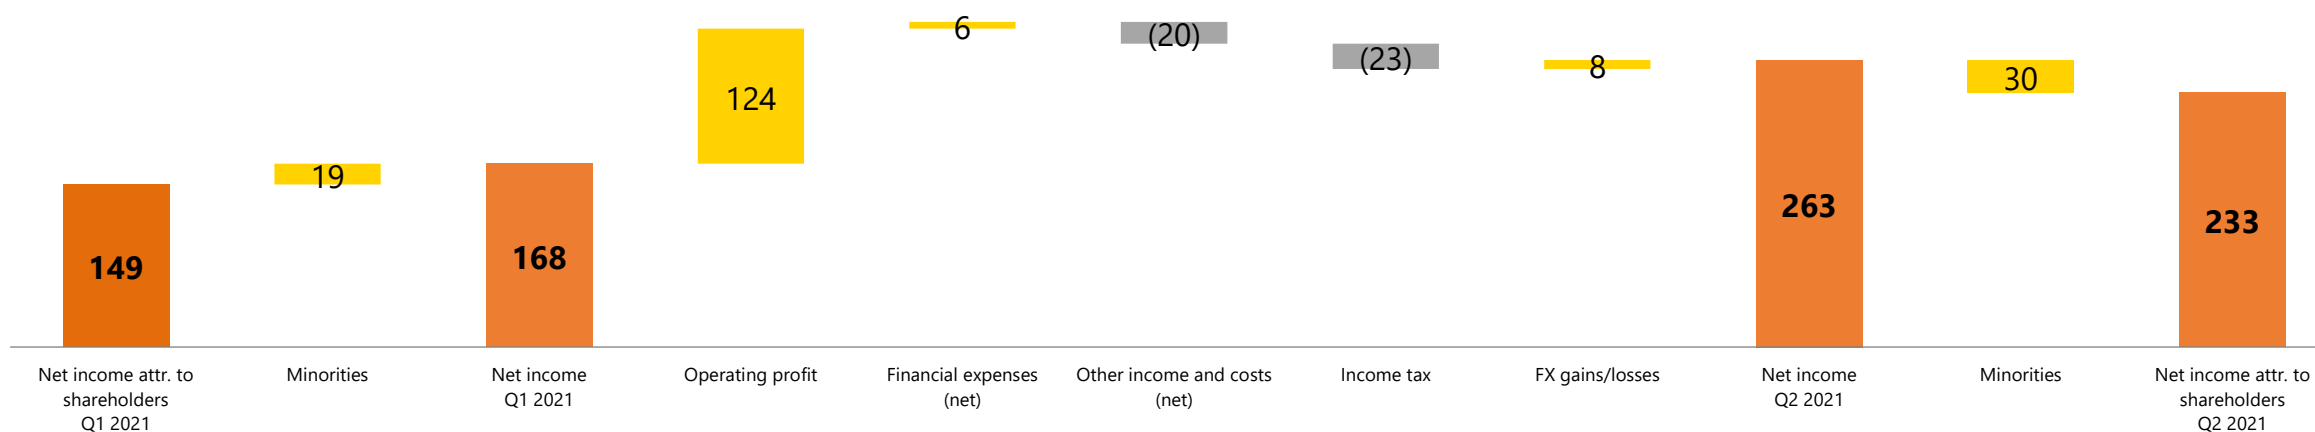 6
(20)
(23)
8
30
124
19
263
233
168
149
Net income attr. to
shareholders
Q1 2021
Minorities
Net income
Q1 2021
Operating profit
Financial expenses
(net)
Other income and costs
(net)
Income tax
FX gains/losses
Net income
Q2 2021
Minorities
Net income attr. to
shareholders
Q2 2021